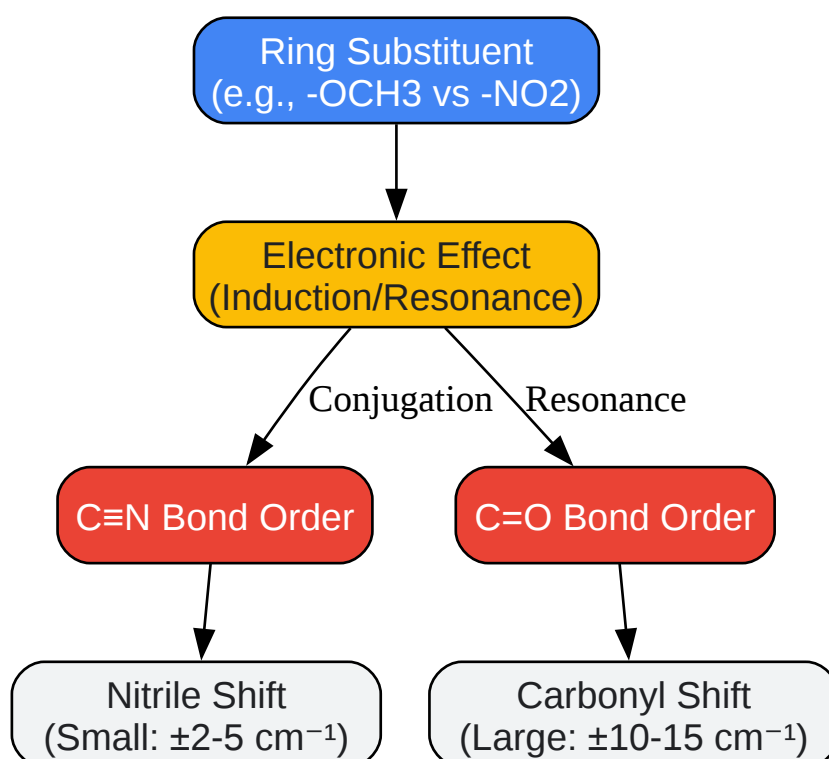 Ring Substituent
(e.g., -OCH3 vs -NO2)
Electronic Effect
(Induction/Resonance)
Conjugation
Resonance
C≡N Bond Order
C=O Bond Order
Nitrile Shift
(Small: ±2-5 cm⁻¹)
Carbonyl Shift
(Large: ±10-15 cm⁻¹)